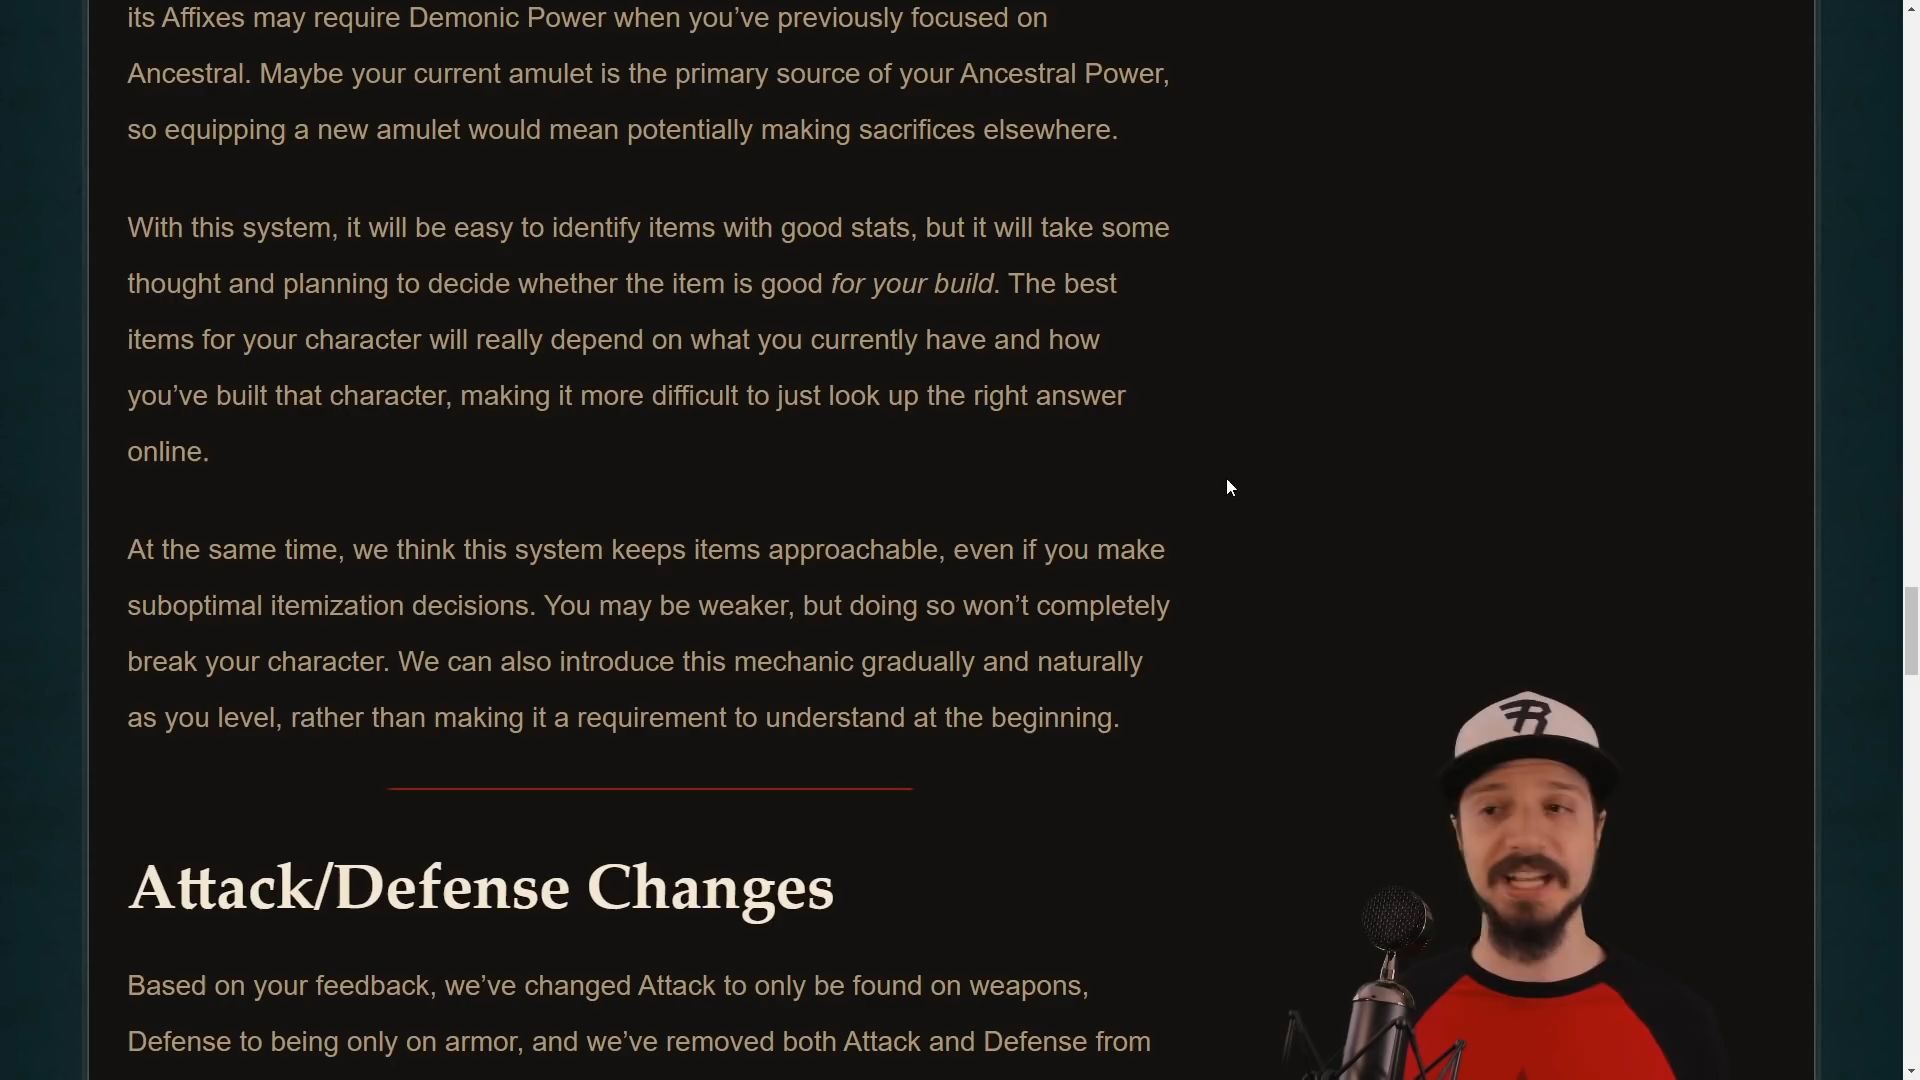 its Affixes may require Demonic Power when you’ve previously focused on
Ancestral. Maybe your current amulet is the primary source of your Ancestral Power,
so equipping a new amulet would mean potentially making sacrifices elsewhere.
With this system, it will be easy to identify items with good stats, but it will take some
thought and planning to decide whether the item is good for your build. The best
items for your character will really depend on what you currently have and how
you’ve built that character, making it more difficult to just look up the right answer
online.
At the same time, we think this system keeps items approachable, even if you make
suboptimal itemization decisions. You may be weaker, but doing so won’t completely
break your character. We can also introduce this mechanic gradually and naturally
as you level, rather than making it a requirement to understand at the beginning.
Attack/Defense Changes
Based on your feedback, we’ve changed Attack to only be found on weapons,
Defense to being only on armor, and we’ve removed both Attack and Defense from